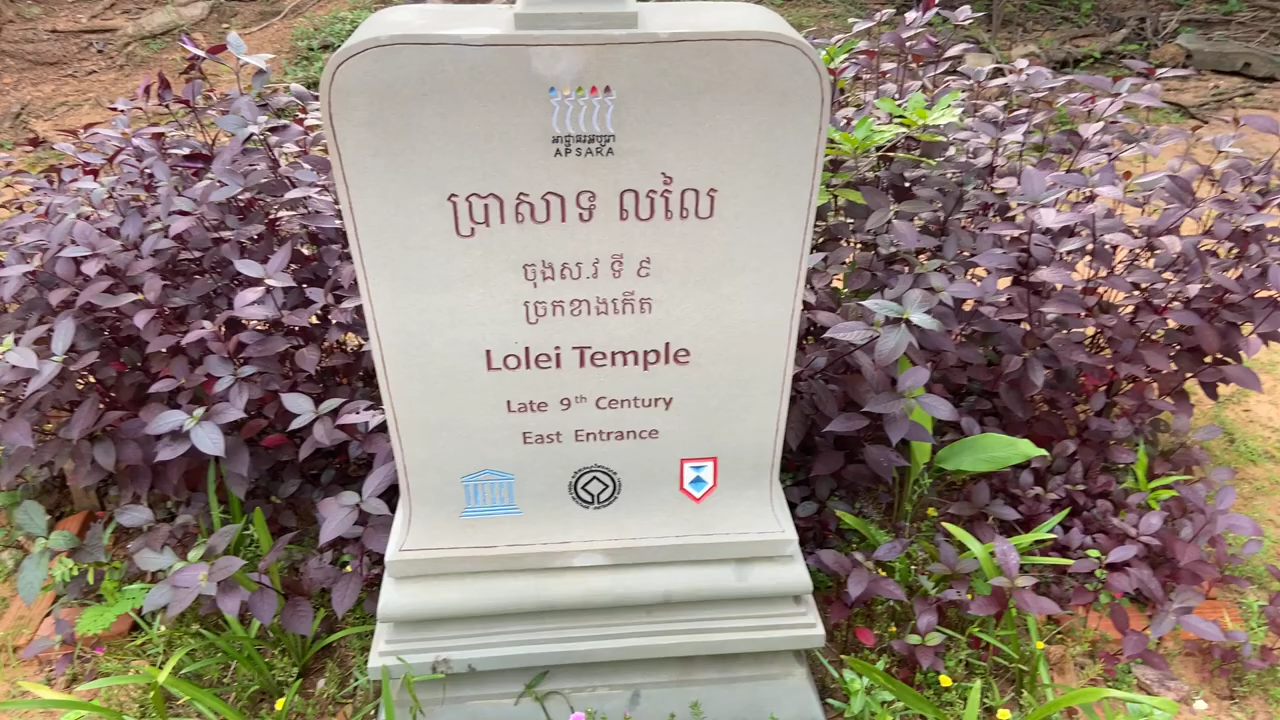 អាជ្ញាធរអប្សរា
APSARA
ប្រាសាទ លលៃ
ចុងស.វ ទី ៩
ច្រកខាងកើត
Lolei Temple
Late 9th Century
East Entrance